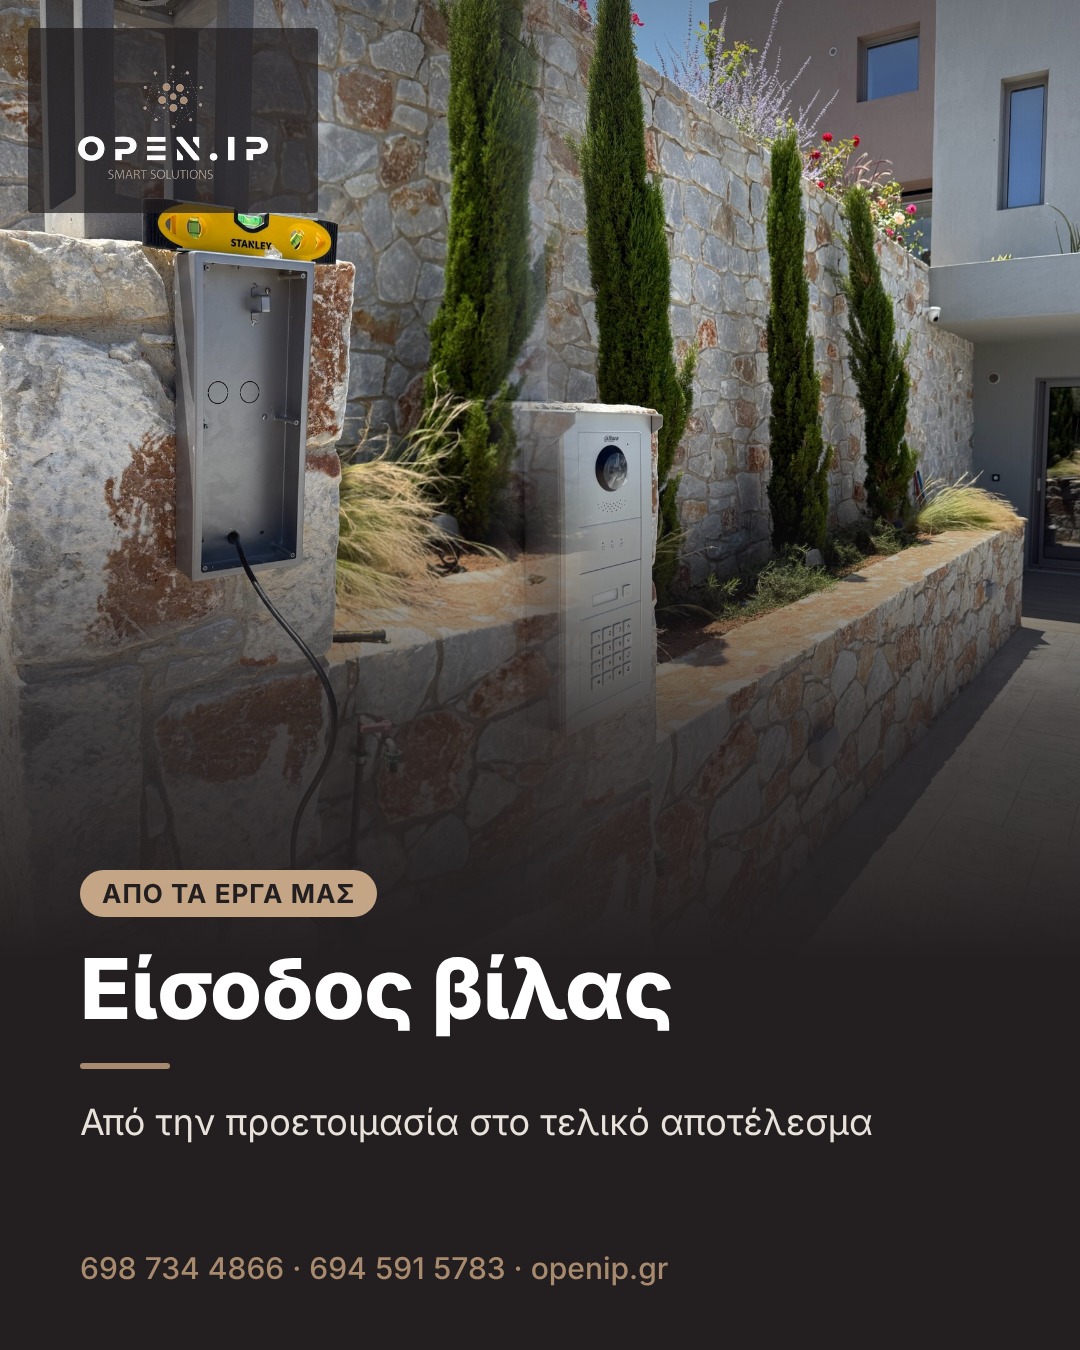 OPEN.IP
SMART SOLUTIONS
STANLEY
alhua
ΑΠΟ ΤΑ ΕΡΓΑ ΜΑΣ
Είσοδος βίλας
Από την προετοιμασία στο τελικό αποτέλεσμα
698 734 4866 · 694 591 5783 · openip.gr